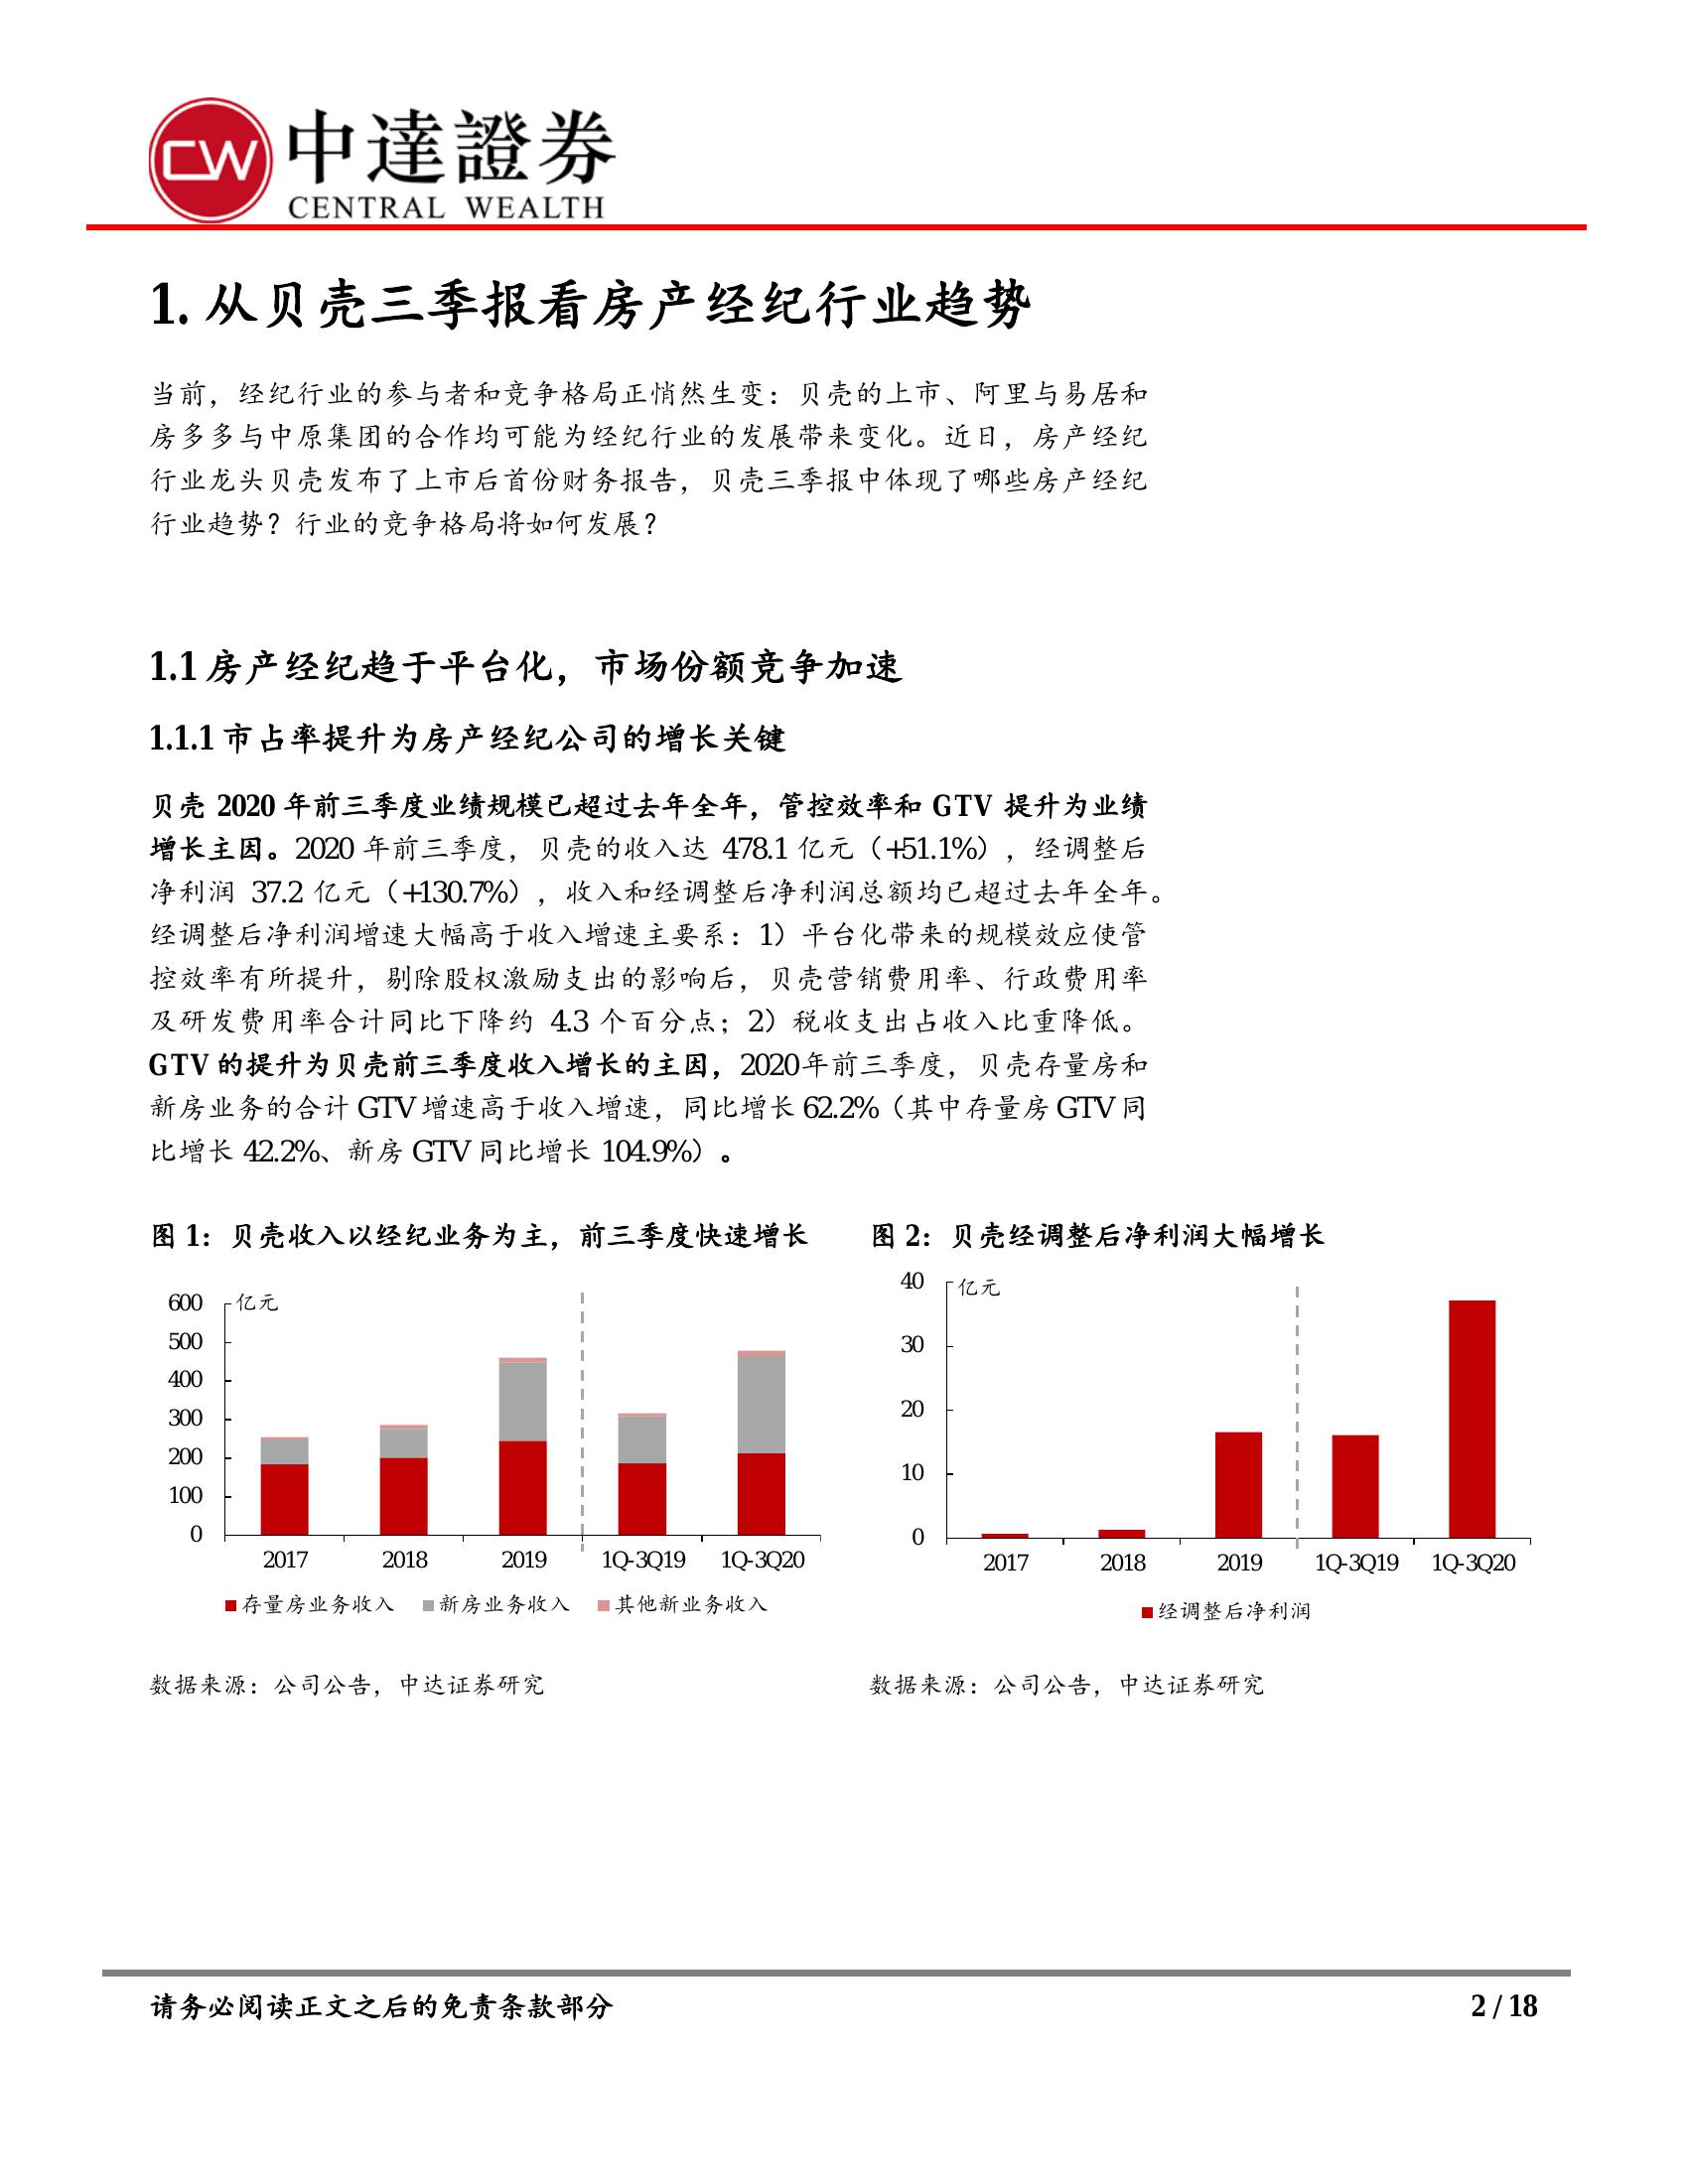 CW 中達證券
CENTRAL WEALTH
1. 从贝壳三季报看房产经纪行业趋势
当前，经纪行业的参与者和竞争格局正悄然生变：贝壳的上市、阿里与易居和
房多多与中原集团的合作均可能为经纪行业的发展带来变化。近日，房产经纪
行业龙头贝壳发布了上市后首份财务报告，贝壳三季报中体现了哪些房产经纪
行业趋势？行业的竞争格局将如何发展？
1.1 房产经纪趋于平台化，市场份额竞争加速
1.1.1 市占率提升为房产经纪公司的增长关键
贝壳 2020 年前三季度业绩规模已超过去年全年，管控效率和 GTV 提升为业绩
增长主因。2020 年前三季度，贝壳的收入达 478.1 亿元（+51.1%），经调整后
净利润 37.2 亿元（+130.7%），收入和经调整后净利润总额均已超过去年全年。
经调整后净利润增速大幅高于收入增速主要系：1）平台化带来的规模效应使管
控效率有所提升，剔除股权激励支出的影响后，贝壳营销费用率、行政费用率
及研发费用率合计同比下降约 4.3 个百分点；2）税收支出占收入比重降低。
GTV 的提升为贝壳前三季度收入增长的主因，2020年前三季度，贝壳存量房和
新房业务的合计 GTV 增速高于收入增速，同比增长 62.2%（其中存量房 GTV 同
比增长 42.2%、新房 GTV 同比增长 104.9%）。
图 1：贝壳收入以经纪业务为主，前三季度快速增长
600 亿元
500
400
300
200
100
0
2017 2018 2019 1Q-3Q19 1Q-3Q20
存量房业务收入 新房业务收入 其他新业务收入
数据来源：公司公告，中达证券研究
图 2：贝壳经调整后净利润大幅增长
40 亿元
30
20
10
0
2017 2018 2019 1Q-3Q19 1Q-3Q20
经调整后净利润
数据来源：公司公告，中达证券研究
请务必阅读正文之后的免责条款部分 2 / 18